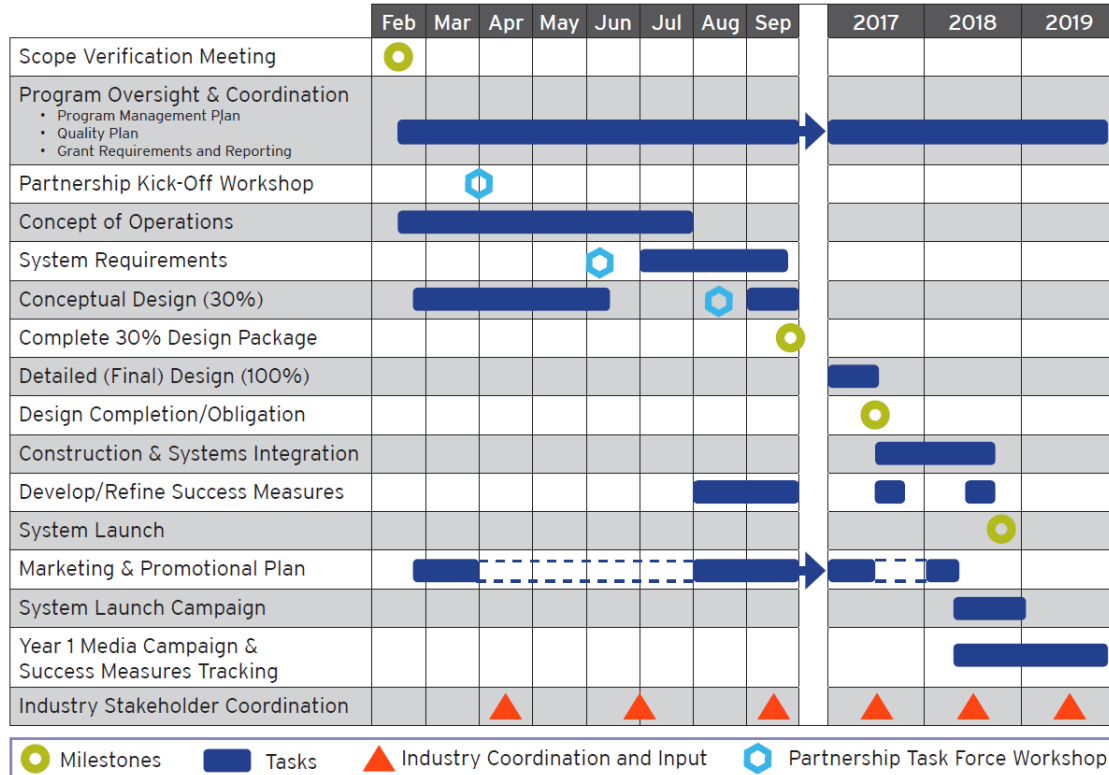 Feb Mar Apr May Jun Jul Aug Sep 2017 2018 2019
Scope Verification Meeting
Program Oversight & Coordination
• Program Management Plan
• Quality Plan
• Grant Requirements and Reporting
Partnership Kick-Off Workshop
Concept of Operations
System Requirements
Conceptual Design (30%)
Complete 30% Design Package
Detailed (Final) Design (100%)
Design Completion/Obligation
Construction & Systems Integration
Develop/Refine Success Measures
System Launch
Marketing & Promotional Plan
System Launch Campaign
Year 1 Media Campaign &
Success Measures Tracking
Industry Stakeholder Coordination
Milestones Tasks Industry Coordination and Input Partnership Task Force Workshop